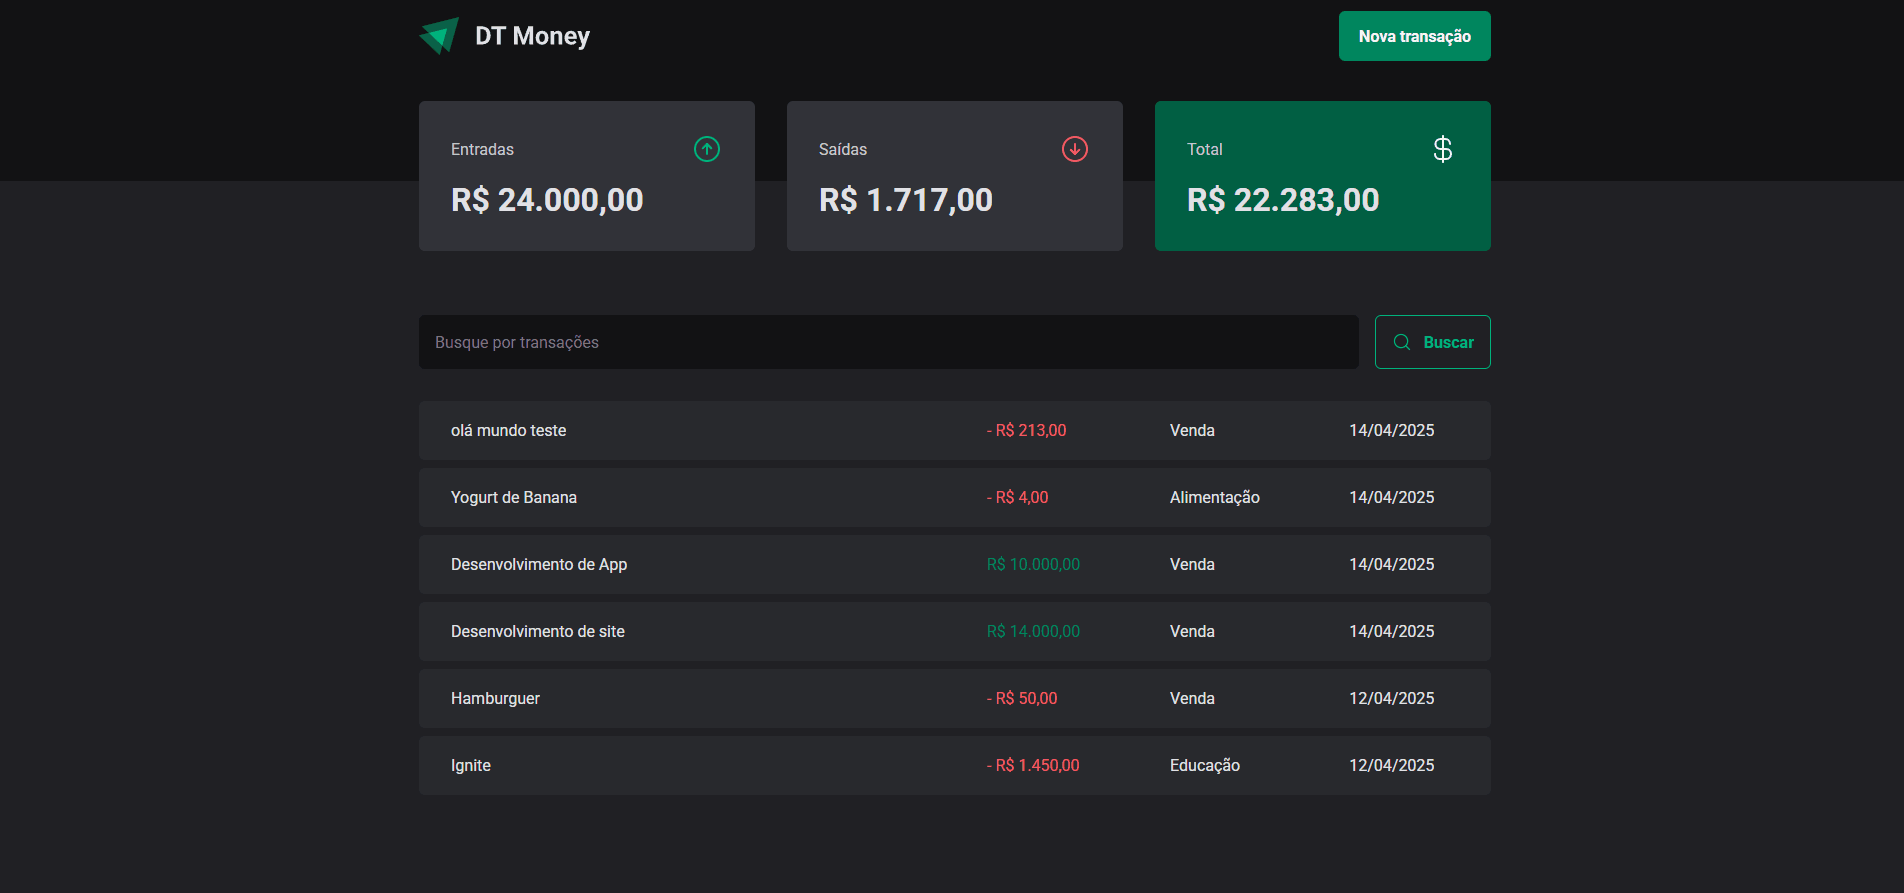 DT Money
Nova transação
Entradas
R$ 24.000,00
Saídas
R$ 1.717,00
Total
R$ 22.283,00
Busque por transações
Buscar
olá mundo teste - R$ 213,00 Venda 14/04/2025
Yogurt de Banana - R$ 4,00 Alimentação 14/04/2025
Desenvolvimento de App R$ 10.000,00 Venda 14/04/2025
Desenvolvimento de site R$ 14.000,00 Venda 14/04/2025
Hamburguer - R$ 50,00 Venda 12/04/2025
Ignite - R$ 1.450,00 Educação 12/04/2025